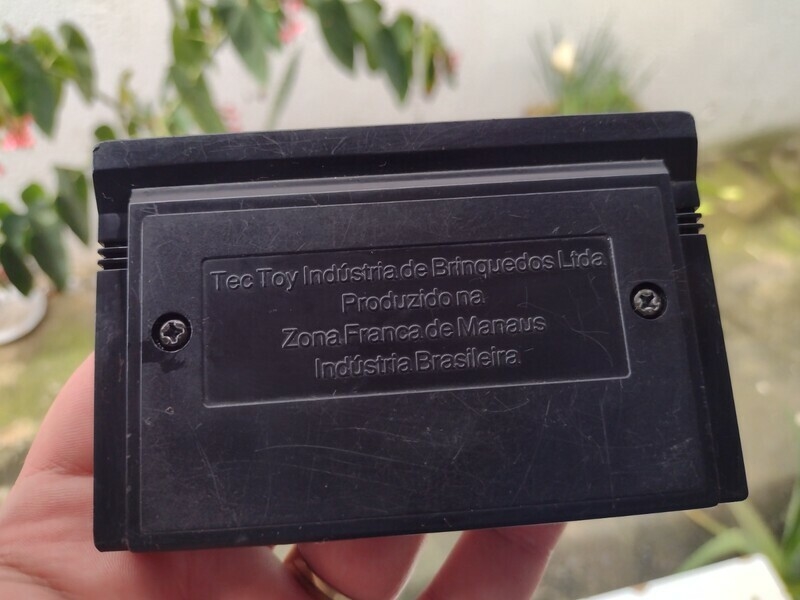 Tec Toy Indústria de Brinquedos Ltda
Produzido na
Zona Franca de Manaus
Indústria Brasileira